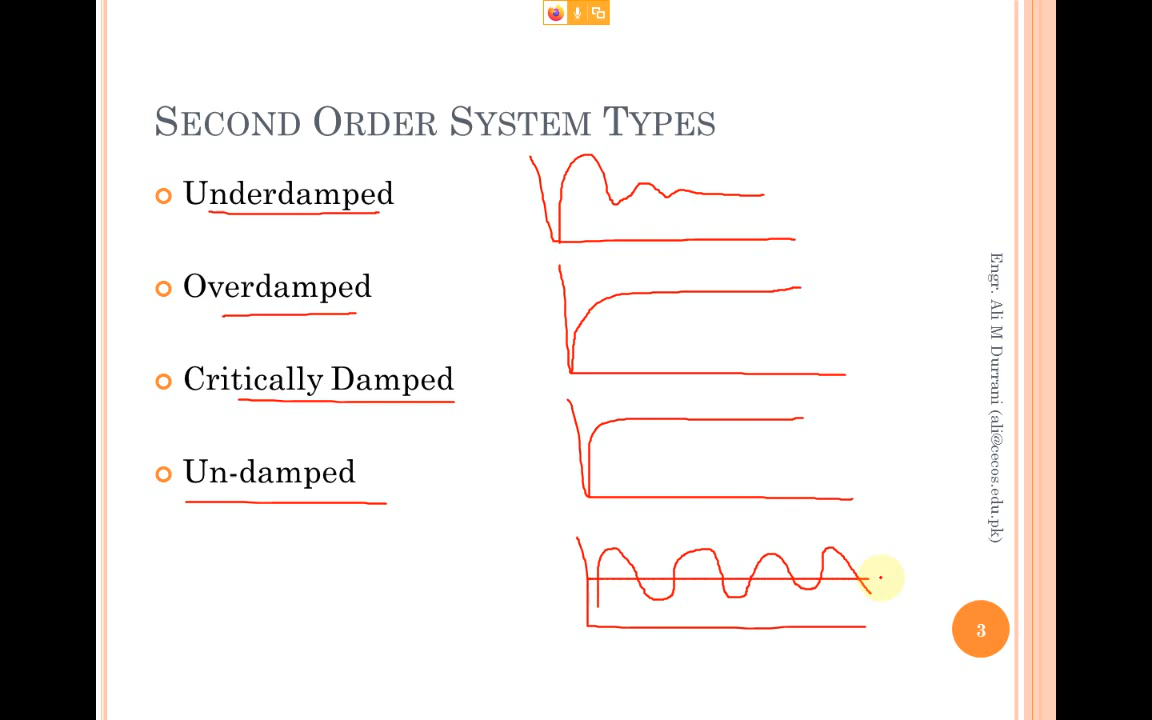 SECOND ORDER SYSTEM TYPES
Underdamped
Overdamped
Critically Damped
Un-damped
Engr. Ali M Durrani (ali@cecos.edu.pk)
3